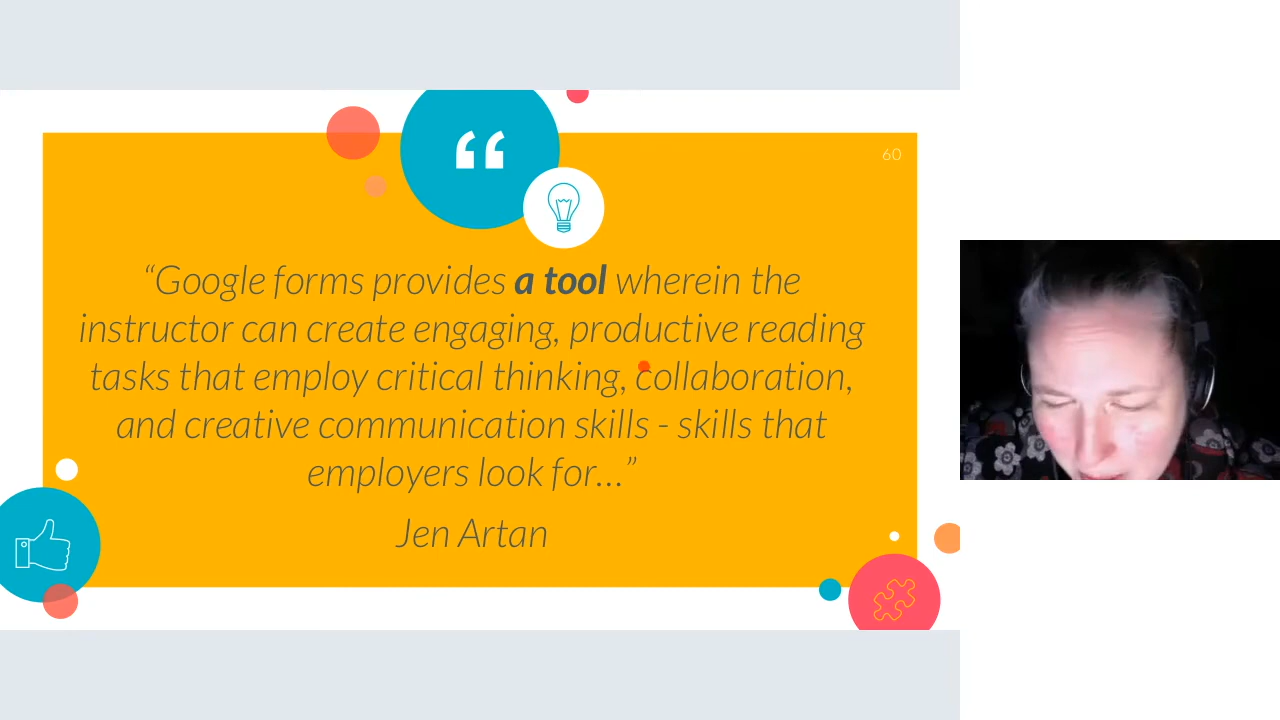 60
“Google forms provides a tool wherein the
instructor can create engaging, productive reading
tasks that employ critical thinking, collaboration,
and creative communication skills - skills that
employers look for...”
Jen Artan